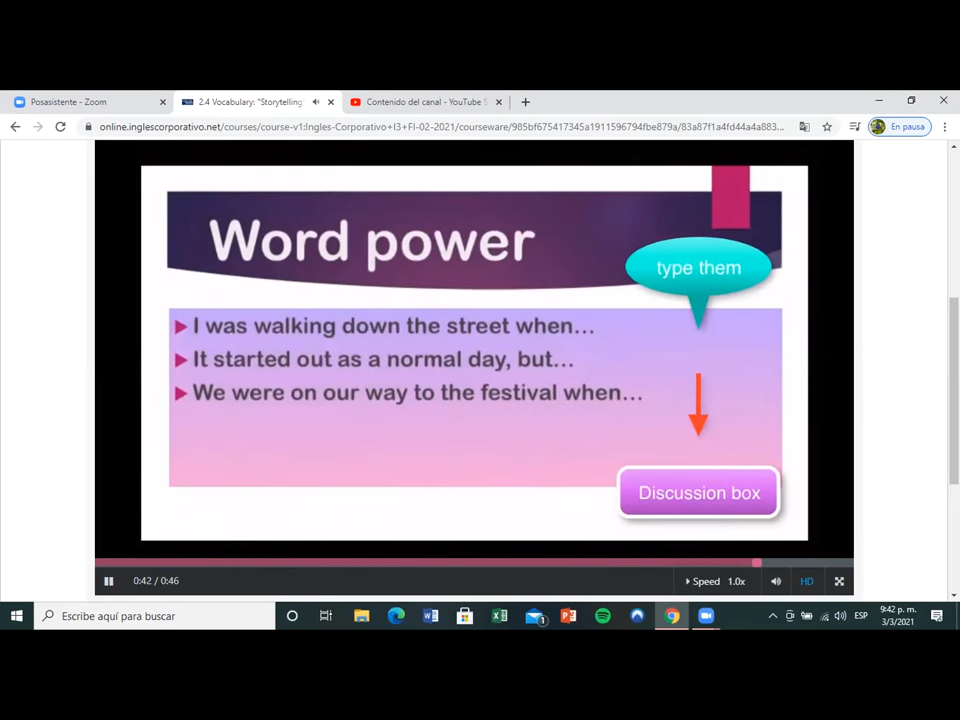 Posasistente - Zoom
2.4 Vocabulary: "Storytelling
Contenido del canal - YouTube S
online.inglescorporativo.net/courses/course-v1:Ingles-Corporativo+I3+FI-02-2021/courseware/985bf675417345a1911596794fbe879a/83a87f1a4fd44a4a883...
En pausa
Word power
type them
I was walking down the street when...
It started out as a normal day, but...
We were on our way to the festival when...
Discussion box
0:42 / 0:46
Speed 1.0x
HD
Escribe aquí para buscar
1
ESP
9:42 p. m.
3/3/2021